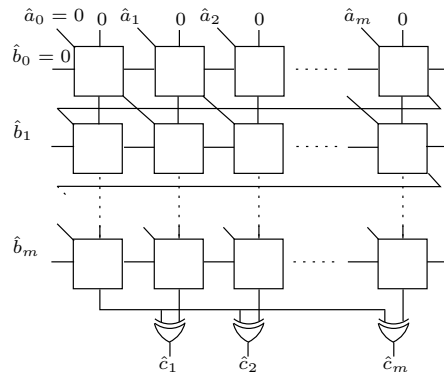 â₀ = 0 0 â₁ 0 â₂ 0 âₘ 0
b̂₀ = 0
b̂₁
b̂ₘ
ĉ₁ ĉ₂ ĉₘ